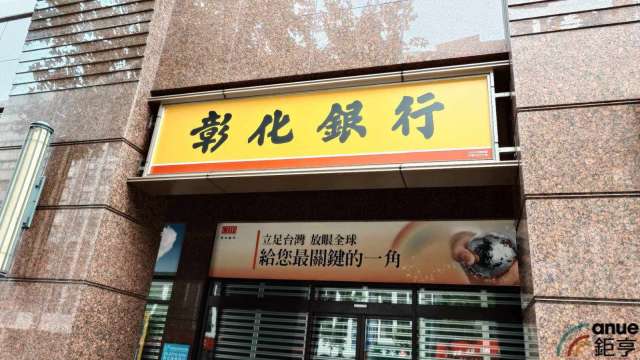 彰化銀行
立足台灣 放眼全球
給您最關鍵的一角
anue
鉅亨